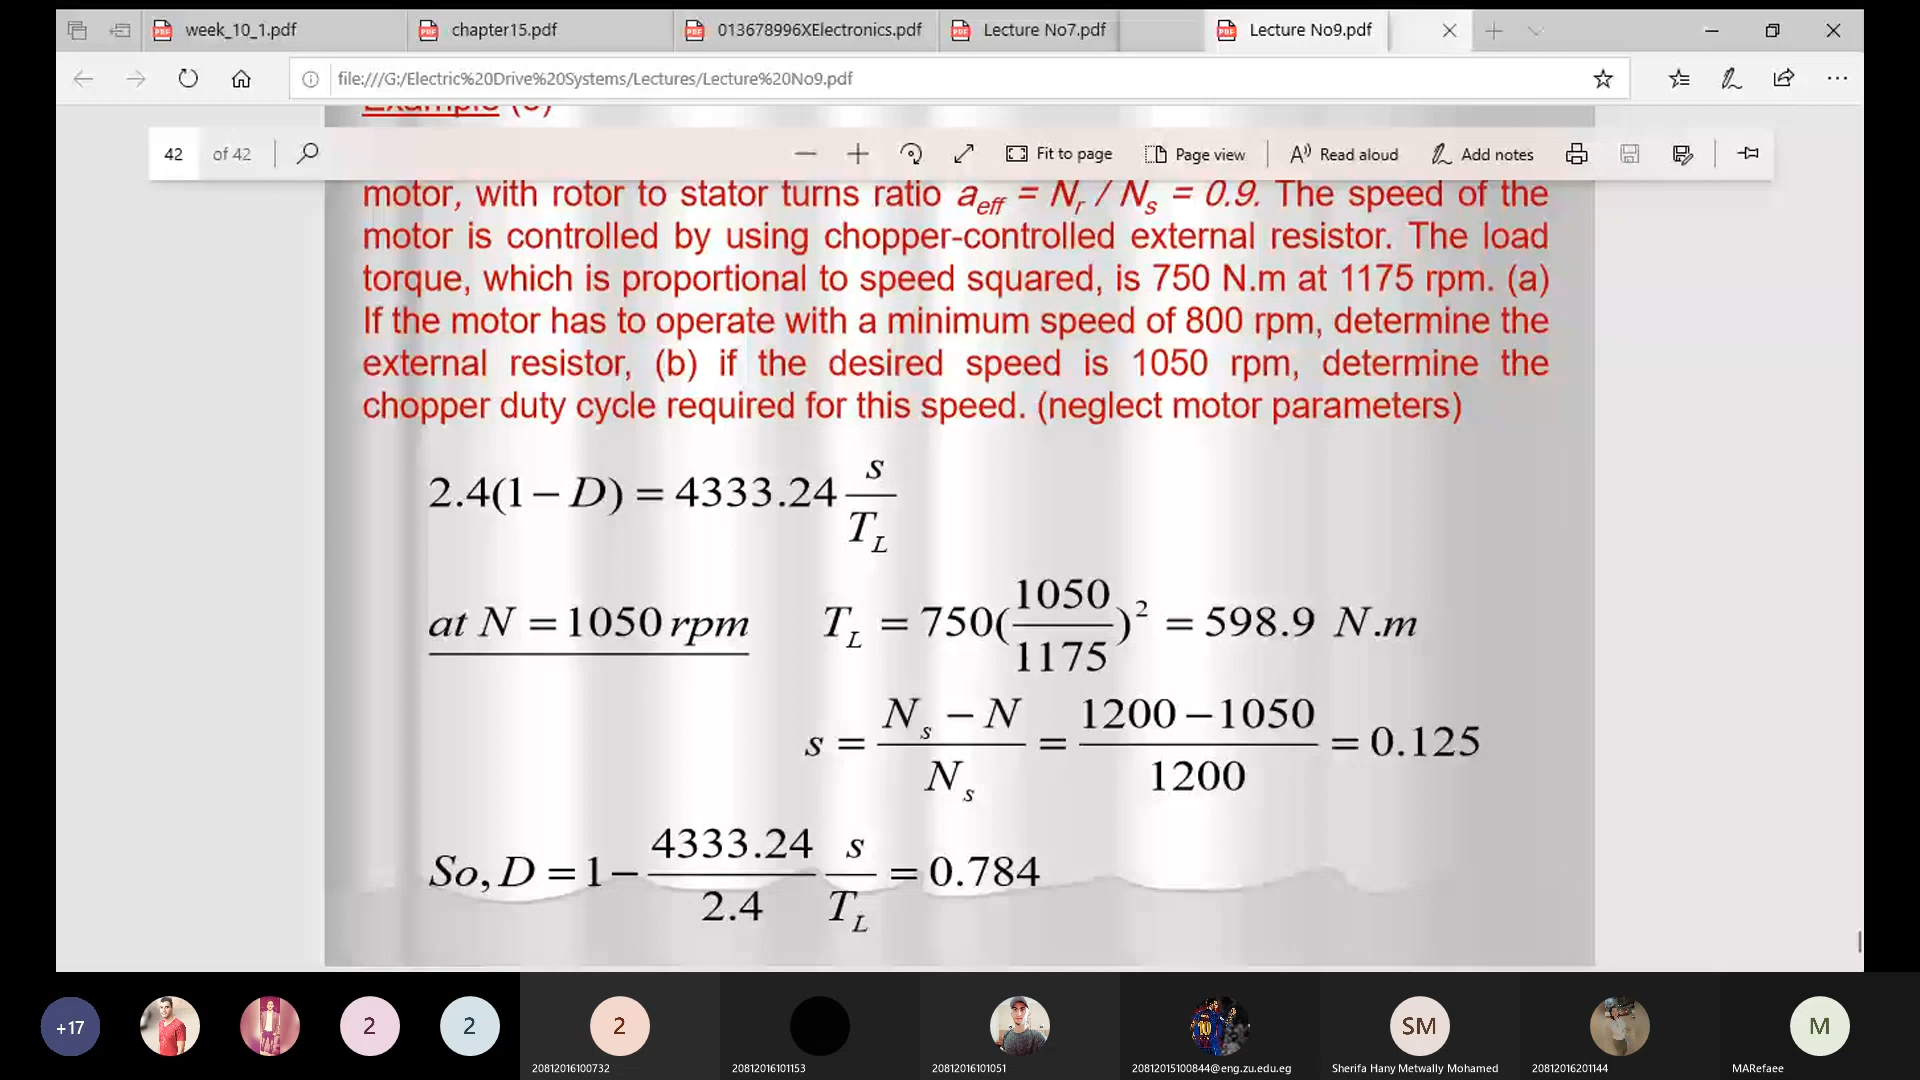 week_10_1.pdf
chapter15.pdf
013678996XElectronics.pdf
Lecture No7.pdf
Lecture No9.pdf
file:///G:/Electric%20Drive%20Systems/Lectures/Lecture%20No9.pdf
42 of 42
Fit to page
Page view
Read aloud
Add notes
motor, with rotor to stator turns ratio a_eff = N_r / N_s = 0.9. The speed of the
motor is controlled by using chopper-controlled external resistor. The load
torque, which is proportional to speed squared, is 750 N.m at 1175 rpm. (a)
If the motor has to operate with a minimum speed of 800 rpm, determine the
external resistor, (b) if the desired speed is 1050 rpm, determine the
chopper duty cycle required for this speed. (neglect motor parameters)
2.4(1 − D) = 4333.24 s / T_L
at N = 1050 rpm T_L = 750(1050 / 1175)² = 598.9 N.m
s = (N_s − N) / N_s = (1200 − 1050) / 1200 = 0.125
So, D = 1 − 4333.24 / 2.4 s / T_L = 0.784
+17
2
2
2
SM
M
20812016100732
20812016101153
20812016101051
20812015100844@eng.zu.edu.eg
Sherifa Hany Metwally Mohamed
20812016201144
MARefaee